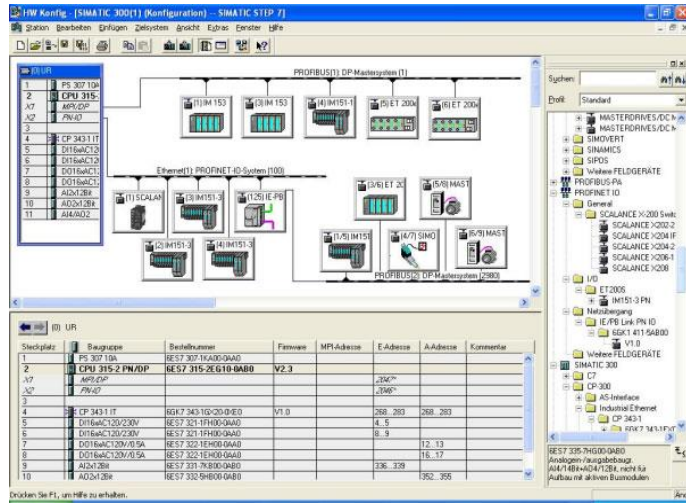 HW Konfig - [SIMATIC 300(1) (Konfiguration) -- SIMATIC STEP 7]
Station Bearbeiten Einfügen Zielsystem Ansicht Extras Fenster Hilfe
(0) UR
1 PS 307 10A
2 CPU 315-
X1 MPI/DP
X2 PN-IO
3
4 CP 343-1 IT
5 DI16xAC12
6 DI16xAC12
7 DO16xAC1
8 DO16xAC1
9 AI2x12Bit
10 AO2x12Bit
11 AI4/AO2
PROFIBUS(1): DP-Mastersystem (1)
(1) IM 153
(3) IM 153
(4) IM151-1
(5) ET 200
(6) ET 200
Ethernet(1): PROFINET-IO-System (100)
(1) SCALAN
(3) IM151-3
(125) IE-PB
(2) IM151-3
(4) IM151-3
(3/6) ET 20
(5/8) MAST
(1/5) IM151
(4/7) SIMO
(6/9) MAST
PROFIBUS(2): DP-Mastersystem (2980)
Suchen:
Profil: Standard
MASTERDRIVES/DC M
MASTERDRIVES/DC M
SIMOVERT
SINAMICS
SIPOS
Weitere FELDGERÄTE
PROFIBUS-PA
PROFINET IO
General
SCALANCE X-200 Switc
SCALANCE X202-2
SCALANCE X204 IF
SCALANCE X204-2
SCALANCE X206-1
SCALANCE X208
I/O
ET200S
IM151-3 PN
Netzübergang
IE/PB Link PN IO
6GK1 411-5AB00
V1.0
Weitere FELDGERÄTE
SIMATIC 300
C7
CP-300
AS-Interface
Industrial Ethernet
CP 343-1
(0) UR
Steckplatz Baugruppe Bestellnummer Firmware MPI-Adresse E-Adresse A-Adresse Kommentar
1 PS 307 10A 6ES7 307-1KA00-0AA0
2 CPU 315-2 PN/DP 6ES7 315-2EG10-0AB0 V2.3
X1 MPI/DP 2047*
X2 PN-IO 2046*
3
4 CP 343-1 IT V1.0 268...283 268...283
5 DI16xAC120/230V 6ES7 321-1FH00-0AA0 4...5
6 DI16xAC120/230V 6ES7 321-1FH00-0AA0 8...9
7 DO16xAC120V/0.5A 6ES7 322-1EH00-0AA0 12...13
8 DO16xAC120V/0.5A 6ES7 322-1EH00-0AA0 16...17
9 AI2x12Bit 6ES7 331-7KB00-0AB0 336...339
10 AO2x12Bit 6ES7 332-5HB00-0AB0 352...355
6ES7 335-7HG00-0AB0
Analogein-/ausgabebaugr.
AI4/14Bit+AO4/12Bit, nicht für
Aufbau mit aktiven Busmodulen
Drücken Sie F1, um Hilfe zu erhalten.